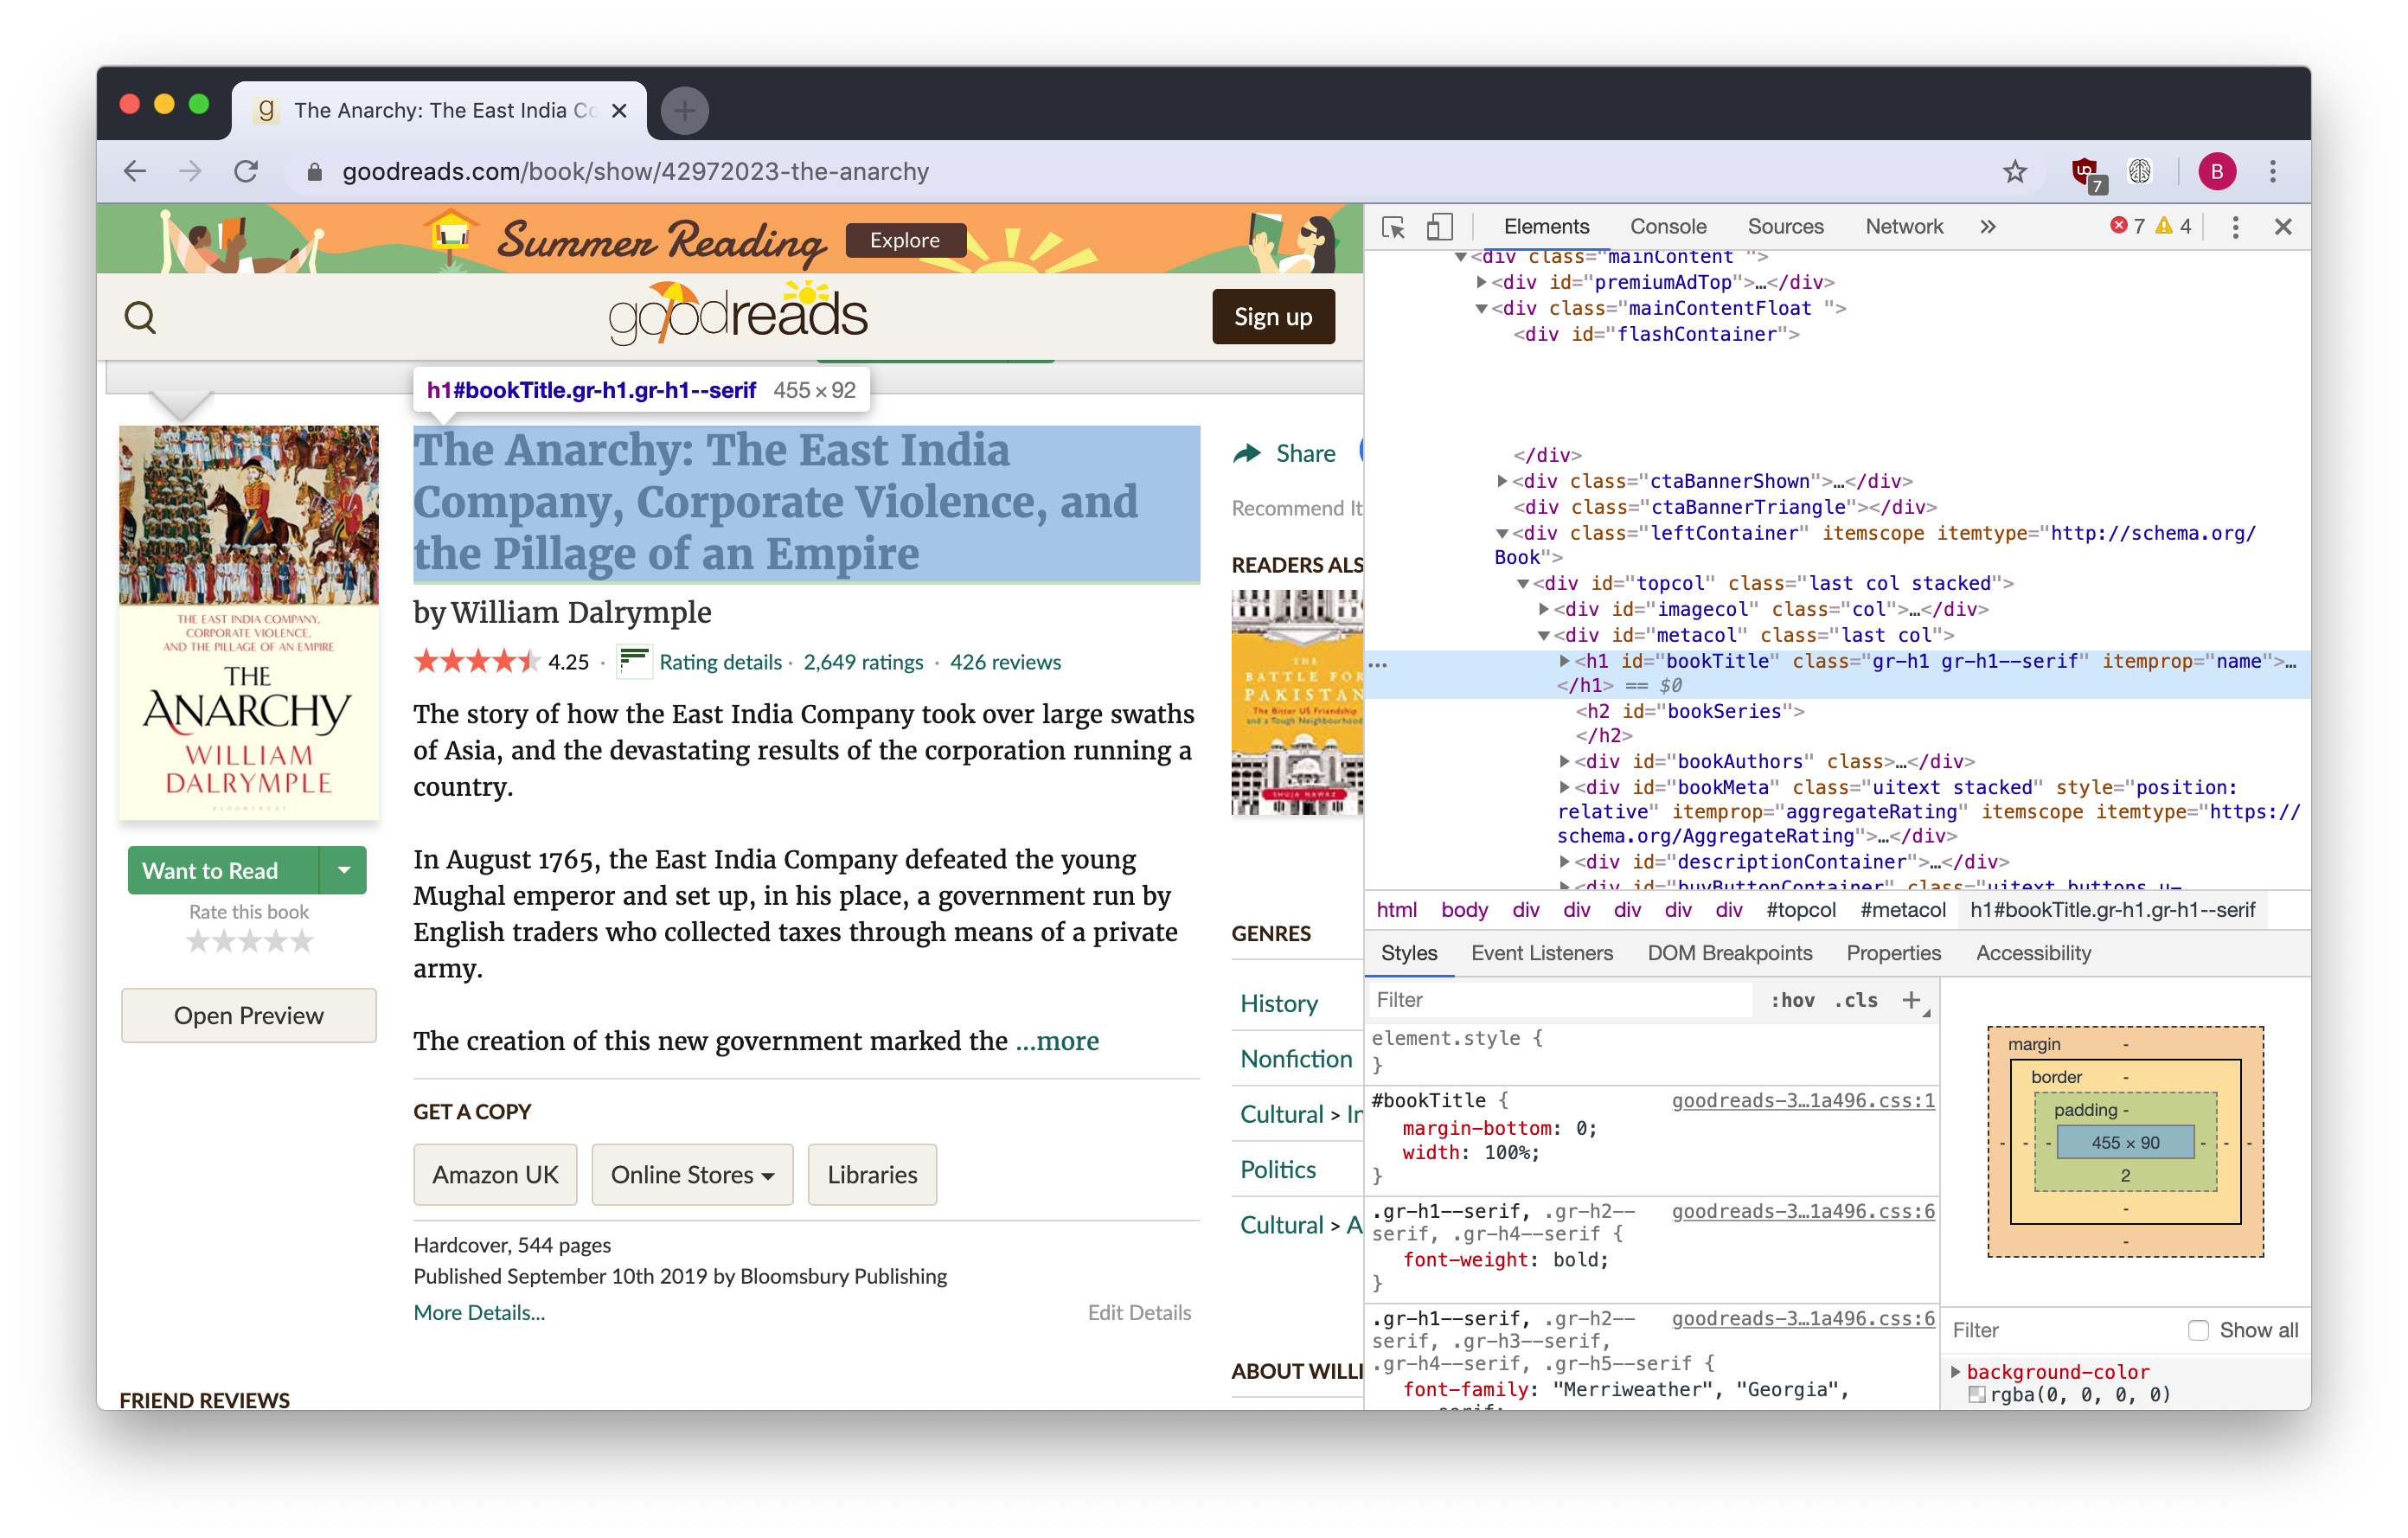 g The Anarchy: The East India Co
goodreads.com/book/show/42972023-the-anarchy
7
B
Summer Reading Explore
goodreads
Sign up
h1#bookTitle.gr-h1.gr-h1--serif 455 × 92
The Anarchy: The East India
Company, Corporate Violence, and
the Pillage of an Empire
by William Dalrymple
4.25 · Rating details · 2,649 ratings · 426 reviews
The story of how the East India Company took over large swaths
of Asia, and the devastating results of the corporation running a
country.
In August 1765, the East India Company defeated the young
Mughal emperor and set up, in his place, a government run by
English traders who collected taxes through means of a private
army.
The creation of this new government marked the ...more
THE EAST INDIA COMPANY,
CORPORATE VIOLENCE,
AND THE PILLAGE OF AN EMPIRE
THE
ANARCHY
WILLIAM
DALRYMPLE
BLOOMSBURY
Want to Read
Rate this book
Open Preview
GET A COPY
Amazon UK
Online Stores
Libraries
Hardcover, 544 pages
Published September 10th 2019 by Bloomsbury Publishing
More Details...
Edit Details
FRIEND REVIEWS
Share
Recommend It
READERS ALS
THE
BATTLE FOR
PAKISTAN
The Bitter US Friendship
and a Tough Neighbourhood
SHUJA NAWAZ
GENRES
History
Nonfiction
Cultural > In
Politics
Cultural > A
ABOUT WILLI
Elements Console Sources Network » 7 4
▼<div class="mainContent ">
▶<div id="premiumAdTop">…</div>
▼<div class="mainContentFloat ">
<div id="flashContainer">
</div>
▶<div class="ctaBannerShown">…</div>
<div class="ctaBannerTriangle"></div>
▼<div class="leftContainer" itemscope itemtype="http://schema.org/
Book">
▼<div id="topcol" class="last col stacked">
▶<div id="imagecol" class="col">…</div>
▼<div id="metacol" class="last col">
… ▶<h1 id="bookTitle" class="gr-h1 gr-h1--serif" itemprop="name">…
</h1> == $0
<h2 id="bookSeries">
</h2>
▶<div id="bookAuthors" class>…</div>
▶<div id="bookMeta" class="uitext stacked" style="position:
relative" itemprop="aggregateRating" itemscope itemtype="https://
schema.org/AggregateRating">…</div>
▶<div id="descriptionContainer">…</div>
▶<div id="buyButtonContainer" class="uitext buttons u-
html body div div div div div #topcol #metacol h1#bookTitle.gr-h1.gr-h1--serif
Styles Event Listeners DOM Breakpoints Properties Accessibility
Filter :hov .cls +
element.style {
}
#bookTitle { goodreads-3…1a496.css:1
margin-bottom: 0;
width: 100%;
}
.gr-h1--serif, .gr-h2-- goodreads-3…1a496.css:6
serif, .gr-h4--serif {
font-weight: bold;
}
.gr-h1--serif, .gr-h2-- goodreads-3…1a496.css:6
serif, .gr-h3--serif,
.gr-h4--serif, .gr-h5--serif {
font-family: "Merriweather", "Georgia",
serif;
margin -
border -
padding -
- - - 455 × 90 - - -
2
-
-
Filter Show all
▶background-color
rgba(0, 0, 0, 0)